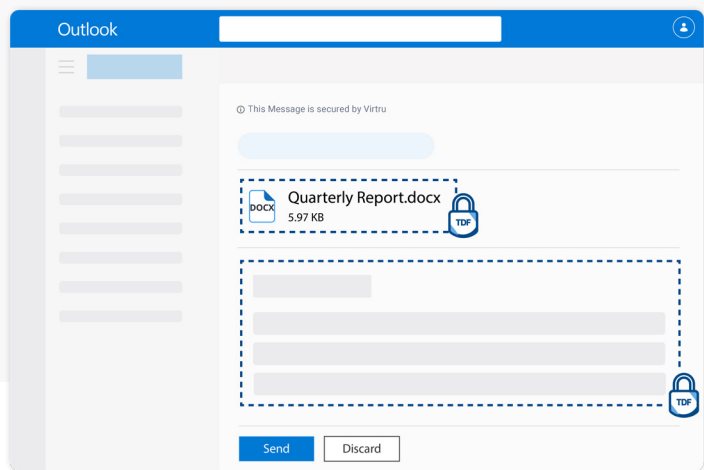 Outlook
This Message is secured by Virtru
DOCX
Quarterly Report.docx
5.97 KB
TDF
TDF
Send
Discard